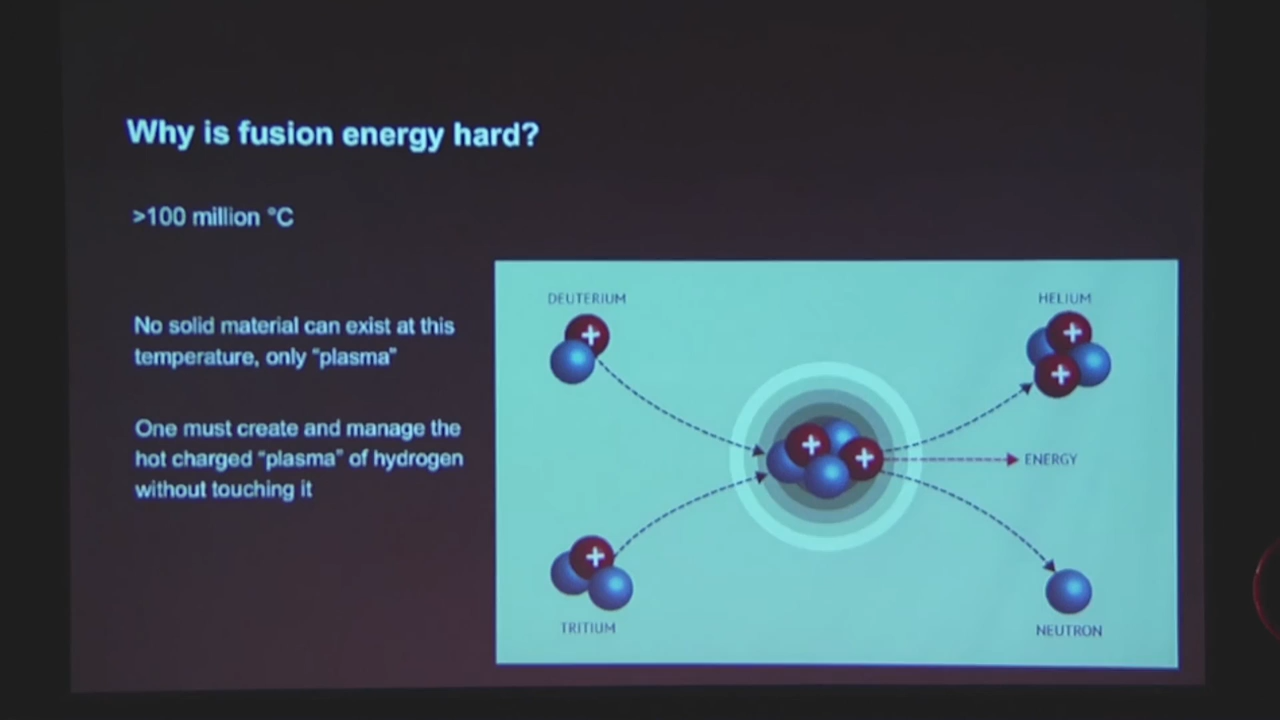 Why is fusion energy hard?
>100 million °C
No solid material can exist at this
temperature, only "plasma"
One must create and manage the
hot charged "plasma" of hydrogen
without touching it
DEUTERIUM
HELIUM
+
+
+
+
+
ENERGY
+
TRITIUM
NEUTRON